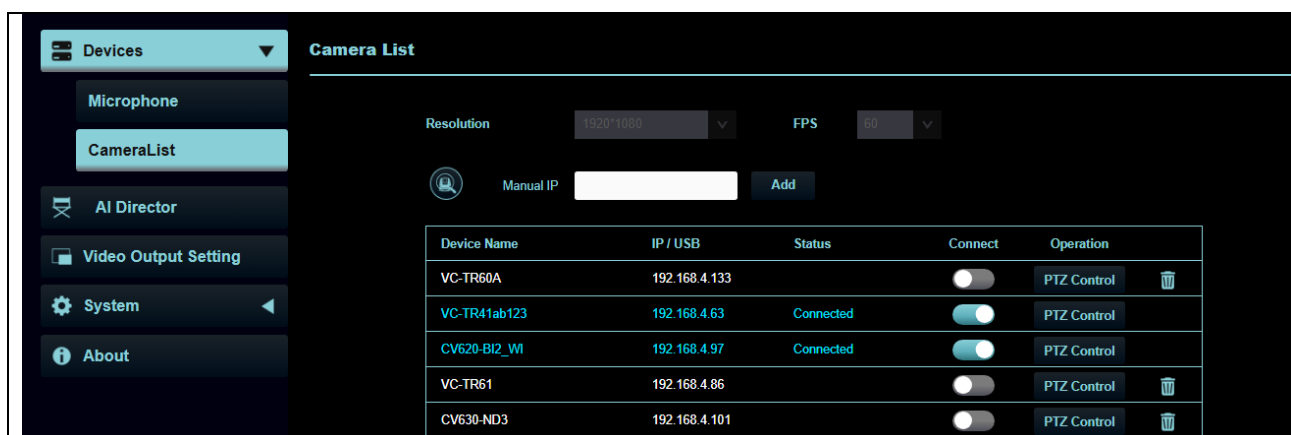 Devices
Camera List
Microphone
CameraList
AI Director
Video Output Setting
System
About
Resolution 1920*1080 FPS 60
Manual IP Add
Device Name IP / USB Status Connect Operation
VC-TR60A 192.168.4.133 PTZ Control
VC-TR41ab123 192.168.4.63 Connected PTZ Control
CV620-BI2_WI 192.168.4.97 Connected PTZ Control
VC-TR61 192.168.4.86 PTZ Control
CV630-ND3 192.168.4.101 PTZ Control